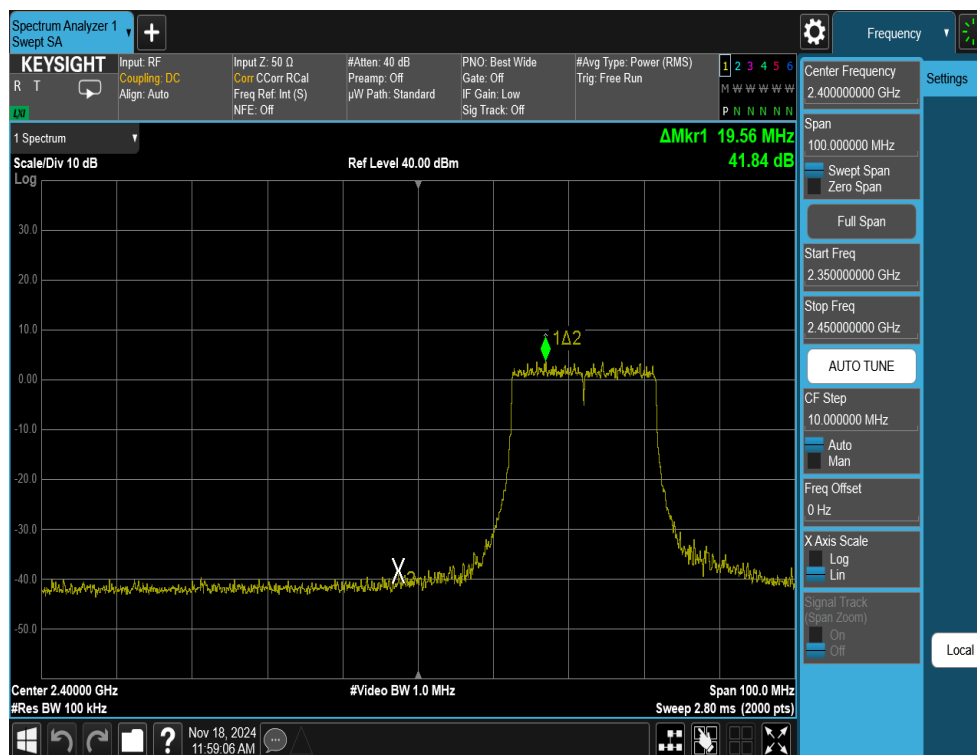 Spectrum Analyzer 1
Swept SA
+
Frequency
KEYSIGHT
R T
LXI
Input: RF
Coupling: DC
Align: Auto
Input Z: 50 Ω
Corr CCorr RCal
Freq Ref: Int (S)
NFE: Off
#Atten: 40 dB
Preamp: Off
µW Path: Standard
PNO: Best Wide
Gate: Off
IF Gain: Low
Sig Track: Off
#Avg Type: Power (RMS)
Trig: Free Run
1 2 3 4 5 6
M W W W W W
P N N N N N
1 Spectrum
ΔMkr1 19.56 MHz
41.84 dB
Scale/Div 10 dB
Ref Level 40.00 dBm
Log
30.0
20.0
10.0
0.00
-10.0
-20.0
-30.0
-40.0
-50.0
1Δ2
X2
Center 2.40000 GHz
#Video BW 1.0 MHz
Span 100.0 MHz
#Res BW 100 kHz
Sweep 2.80 ms (2000 pts)
Nov 18, 2024
11:59:06 AM
?
Center Frequency
2.400000000 GHz
Settings
Span
100.000000 MHz
Swept Span
Zero Span
Full Span
Start Freq
2.350000000 GHz
Stop Freq
2.450000000 GHz
AUTO TUNE
CF Step
10.000000 MHz
Auto
Man
Freq Offset
0 Hz
X Axis Scale
Log
Lin
Signal Track
(Span Zoom)
On
Off
Local